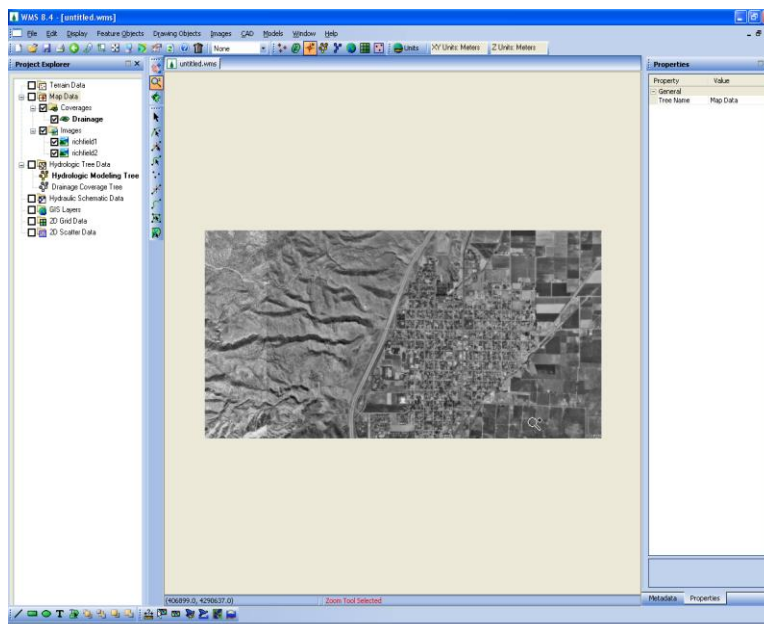 WMS 8.4 - [untitled.wms]
File Edit Display Feature Objects Drawing Objects Images CAD Models Window Help
None
Units
XY Units: Meters
Z Units: Meters
Project Explorer
Terrain Data
Map Data
Coverages
Drainage
Images
richfield1
richfield2
Hydrologic Tree Data
Hydrologic Modeling Tree
Drainage Coverage Tree
Hydraulic Schematic Data
GIS Layers
2D Grid Data
2D Scatter Data
untitled.wms
Properties
Property Value
General
Tree Name Map Data
(406899.0, 4290637.0)
Zoom Tool Selected
Metadata Properties